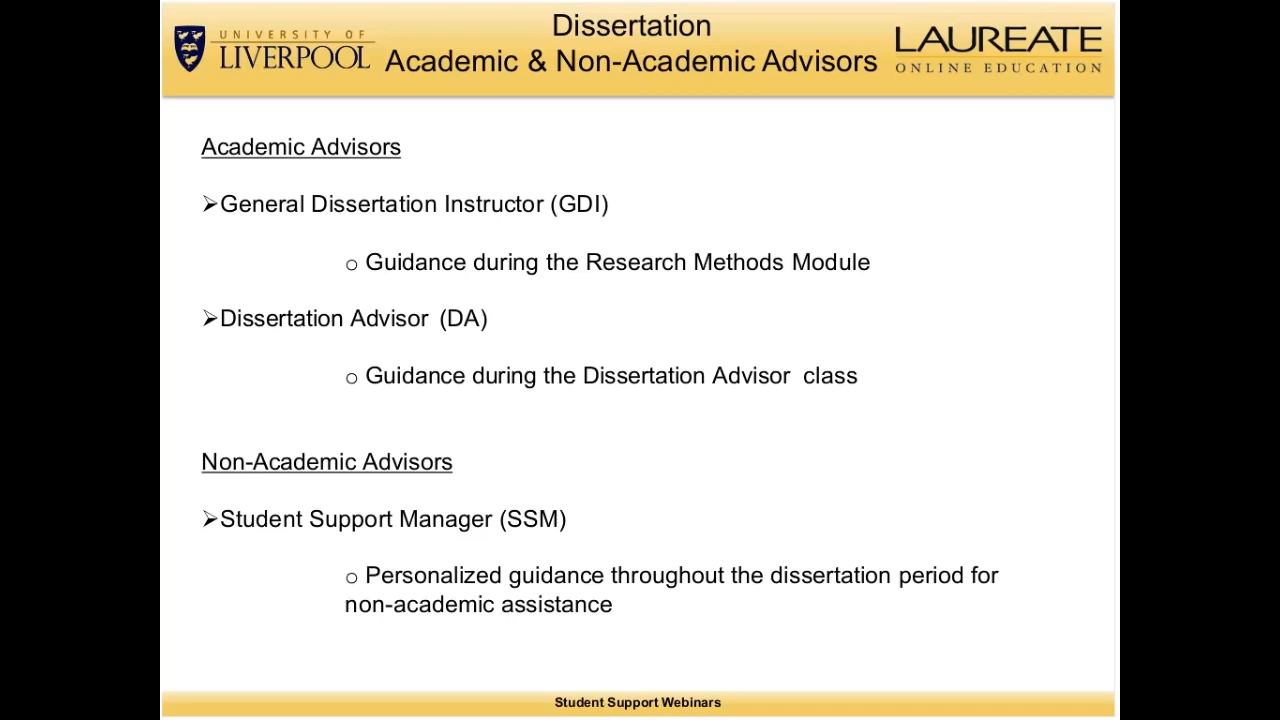 Dissertation
Academic & Non-Academic Advisors
UNIVERSITY OF
LIVERPOOL
LAUREATE
ONLINE EDUCATION
Academic Advisors
➢General Dissertation Instructor (GDI)
o Guidance during the Research Methods Module
➢Dissertation Advisor (DA)
o Guidance during the Dissertation Advisor class
Non-Academic Advisors
➢Student Support Manager (SSM)
o Personalized guidance throughout the dissertation period for
non-academic assistance
Student Support Webinars